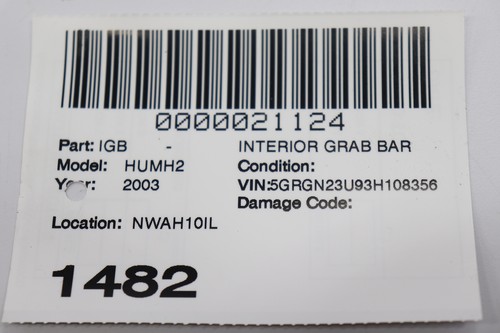 0000021124
Part: IGB - INTERIOR GRAB BAR
Model: HUMH2 Condition:
Year: 2003 VIN:5GRGN23U93H108356
Damage Code:
Location: NWAH10IL
1482